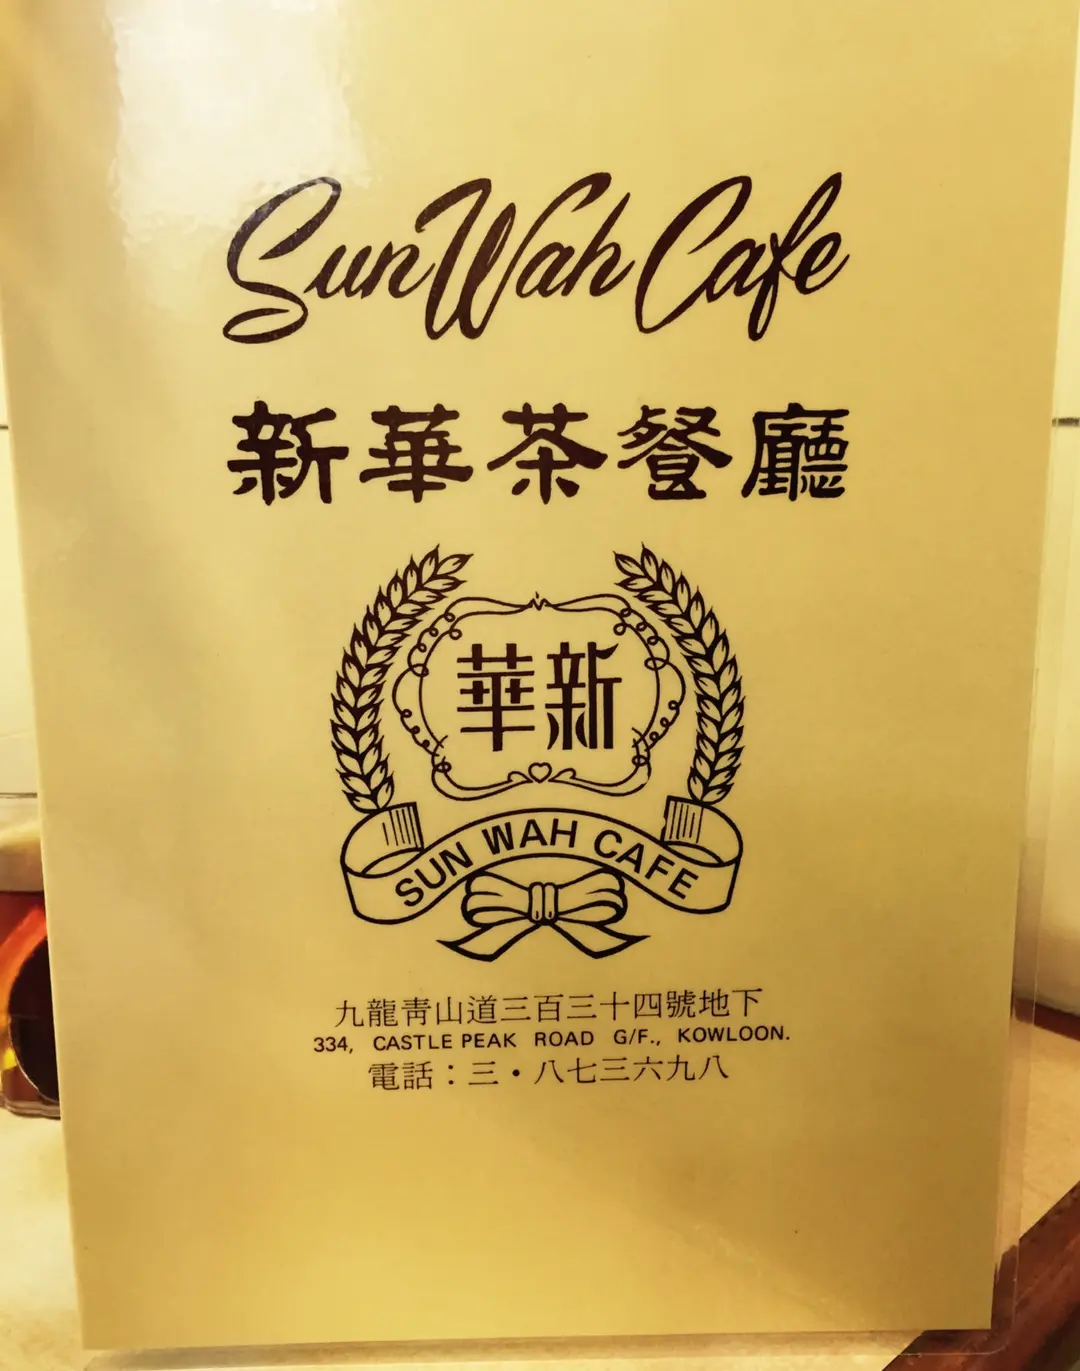 Sun Wah Cafe
新華茶餐廳
華新
SUN WAH CAFE
九龍青山道三百三十四號地下
334, CASTLE PEAK ROAD G/F., KOWLOON.
電話：三・八七三六九八